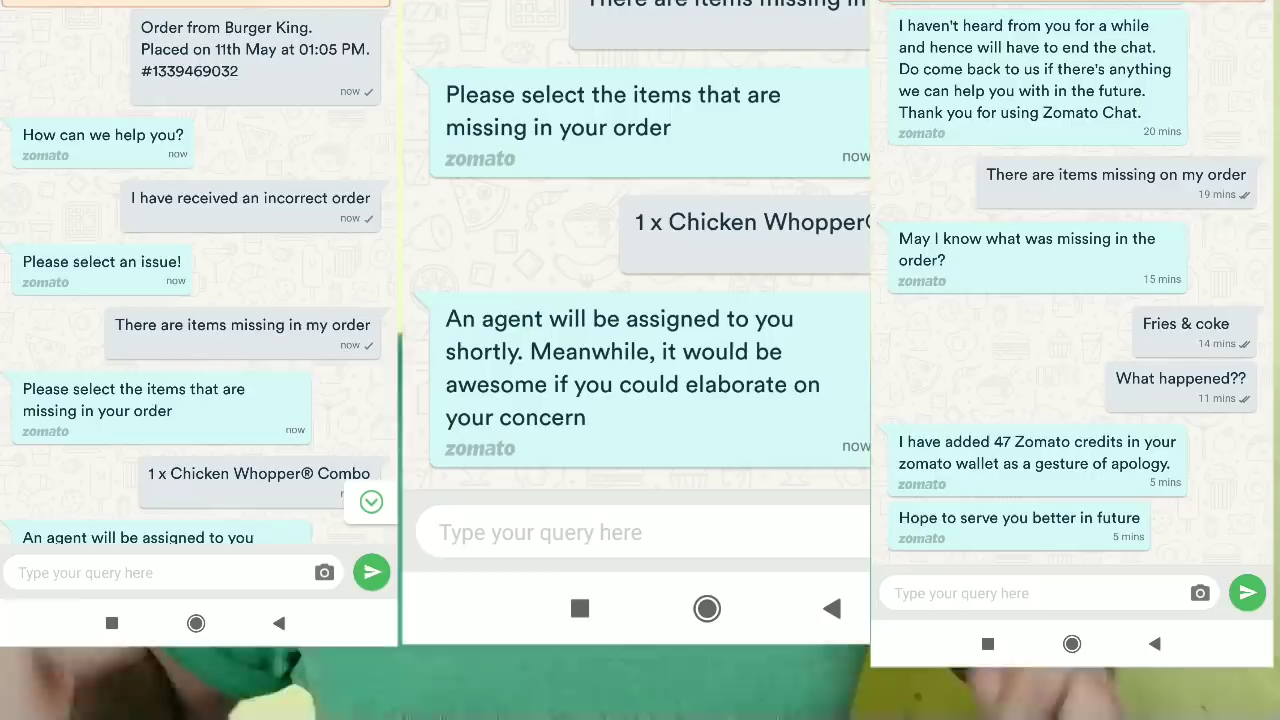 Order from Burger King.
Placed on 11th May at 01:05 PM.
#1339469032
now
How can we help you?
zomato
now
I have received an incorrect order
now
Please select an issue!
zomato
now
There are items missing in my order
now
Please select the items that are
missing in your order
zomato
now
1 x Chicken Whopper® Combo
An agent will be assigned to you
Type your query here
There are items missing in
Please select the items that are
missing in your order
zomato
now
1 x Chicken Whopper®
An agent will be assigned to you
shortly. Meanwhile, it would be
awesome if you could elaborate on
your concern
zomato
now
Type your query here
I haven't heard from you for a while
and hence will have to end the chat.
Do come back to us if there's anything
we can help you with in the future.
Thank you for using Zomato Chat.
zomato
20 mins
There are items missing on my order
19 mins
May I know what was missing in the
order?
zomato
15 mins
Fries & coke
14 mins
What happened??
11 mins
I have added 47 Zomato credits in your
zomato wallet as a gesture of apology.
zomato
5 mins
Hope to serve you better in future
zomato
5 mins
Type your query here